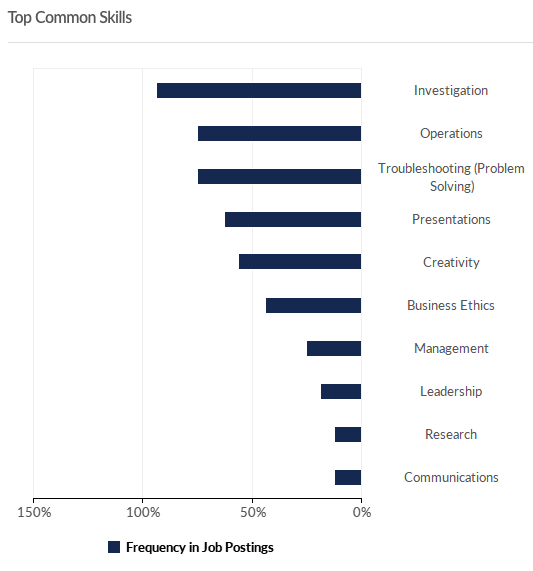 Top Common Skills
Investigation
Operations
Troubleshooting (Problem
Solving)
Presentations
Creativity
Business Ethics
Management
Leadership
Research
Communications
150%
100%
50%
0%
Frequency in Job Postings